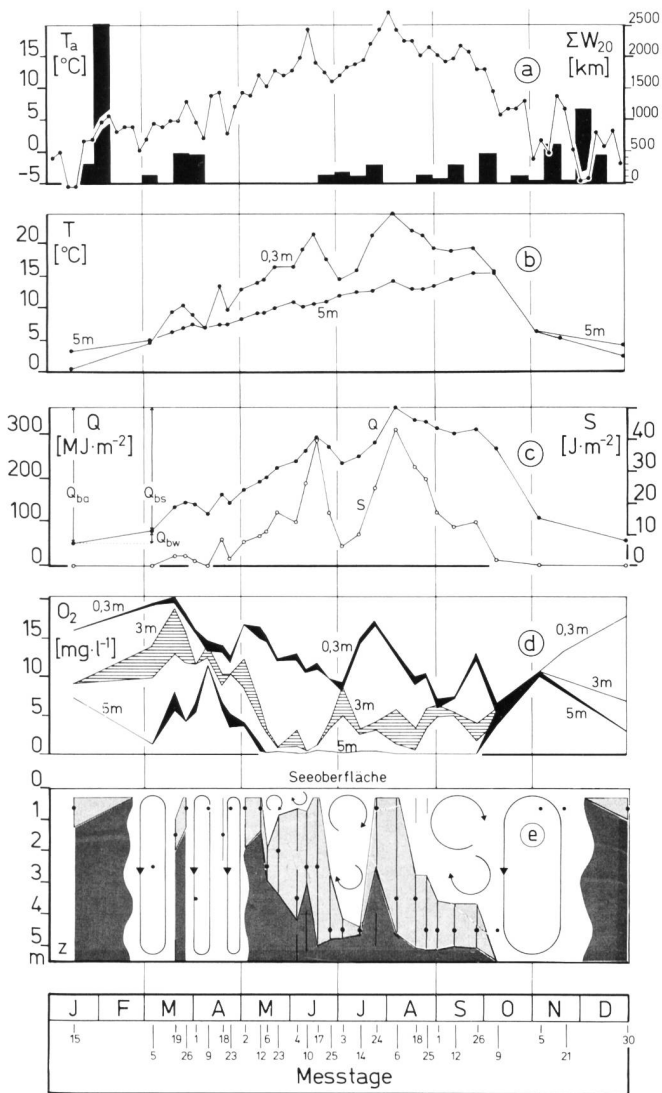 Ta [°C] ΣW20 [km]
15
10
5
0
-5
a
2500
2000
1500
1000
500
0
T [°C]
20
15
10
5
0
0,3m
5m
5m
5m
b
Q [MJ·m-2] S [J·m-2]
300
200
100
0
Qba
Qbs
Qbw
Q
S
c
40
30
20
10
0
O2 [mg·l-1]
15
10
5
0
0,3m
3m
5m
0,3m
3m
5m
d
0,3m
3m
5m
Seeoberfläche
0
1
2
3
4
5
m
z
e
J F M A M J J A S O N D
15 5 19 26 1 9 18 23 2 12 6 23 4 10 17 25 3 14 24 6 18 25 1 12 26 9 5 21 30
Messtage